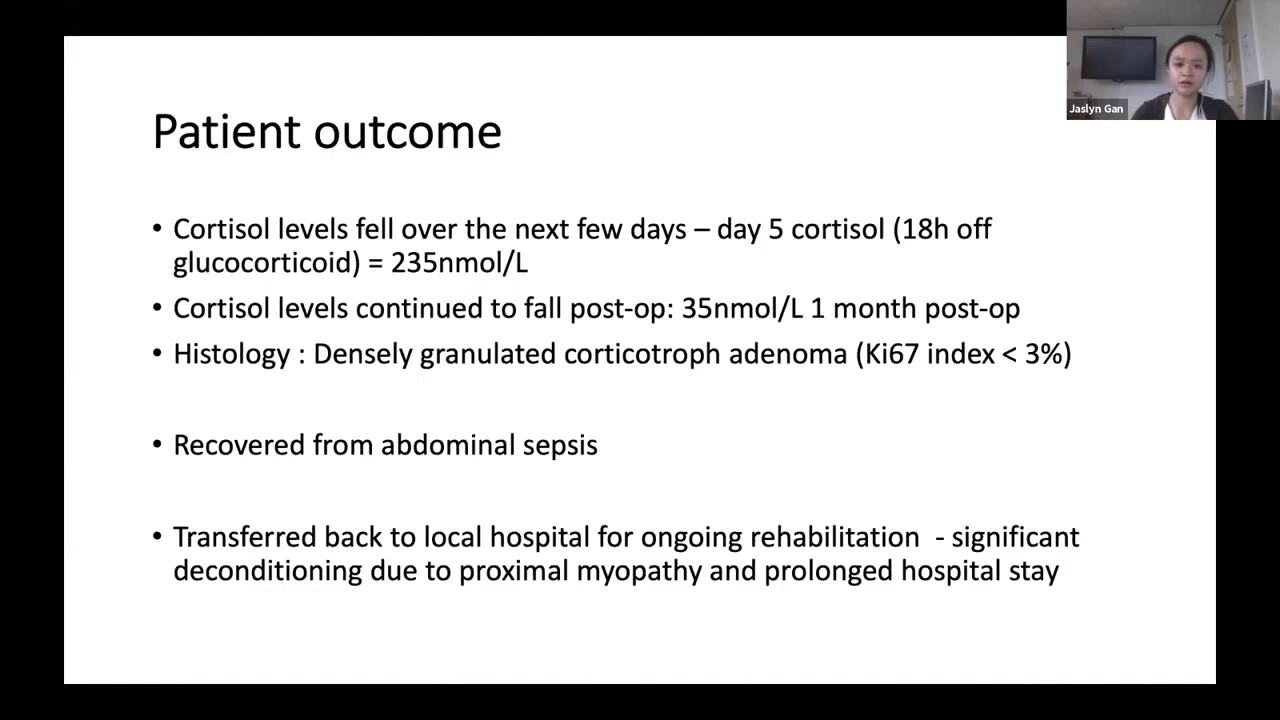 Jaslyn Gan
Patient outcome
• Cortisol levels fell over the next few days – day 5 cortisol (18h off
glucocorticoid) = 235nmol/L
• Cortisol levels continued to fall post-op: 35nmol/L 1 month post-op
• Histology : Densely granulated corticotroph adenoma (Ki67 index < 3%)
• Recovered from abdominal sepsis
• Transferred back to local hospital for ongoing rehabilitation  - significant
deconditioning due to proximal myopathy and prolonged hospital stay